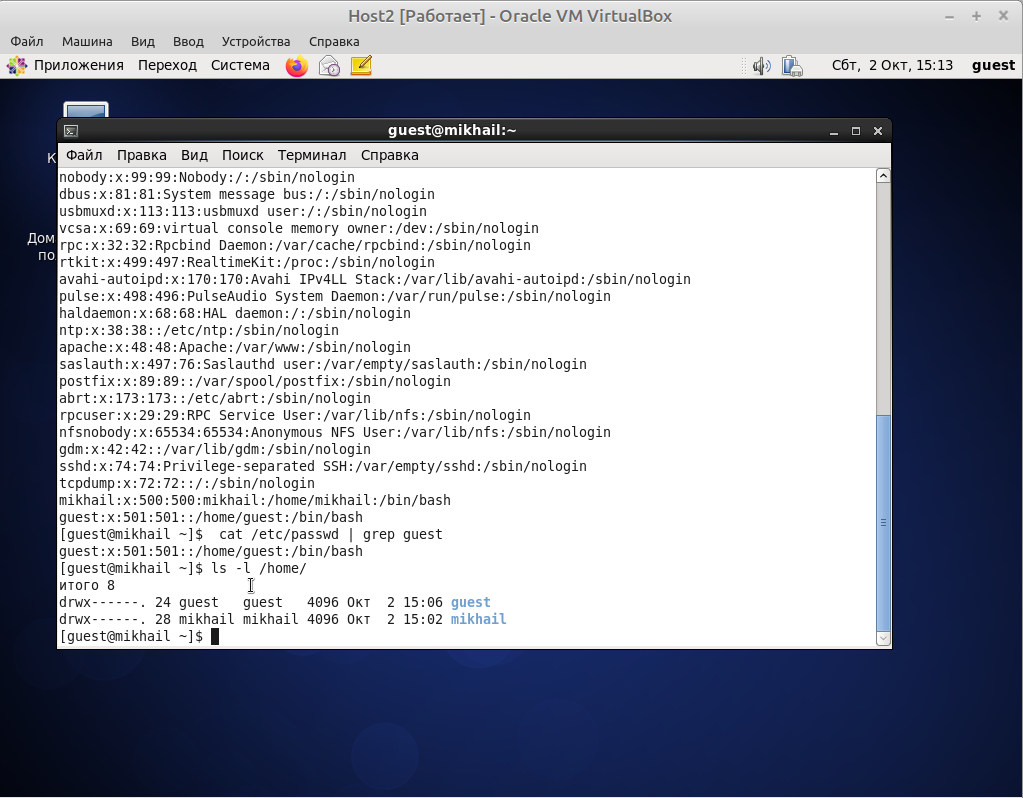 Host2 [Работает] - Oracle VM VirtualBox
Файл Машина Вид Ввод Устройства Справка
Приложения Переход Система Сбт, 2 Окт, 15:13 guest
К
Дом
по
guest@mikhail:~
Файл Правка Вид Поиск Терминал Справка
nobody:x:99:99:Nobody:/:/sbin/nologin
dbus:x:81:81:System message bus:/:/sbin/nologin
usbmuxd:x:113:113:usbmuxd user:/:/sbin/nologin
vcsa:x:69:69:virtual console memory owner:/dev:/sbin/nologin
rpc:x:32:32:Rpcbind Daemon:/var/cache/rpcbind:/sbin/nologin
rtkit:x:499:497:RealtimeKit:/proc:/sbin/nologin
avahi-autoipd:x:170:170:Avahi IPv4LL Stack:/var/lib/avahi-autoipd:/sbin/nologin
pulse:x:498:496:PulseAudio System Daemon:/var/run/pulse:/sbin/nologin
haldaemon:x:68:68:HAL daemon:/:/sbin/nologin
ntp:x:38:38::/etc/ntp:/sbin/nologin
apache:x:48:48:Apache:/var/www:/sbin/nologin
saslauth:x:497:76:Saslauthd user:/var/empty/saslauth:/sbin/nologin
postfix:x:89:89::/var/spool/postfix:/sbin/nologin
abrt:x:173:173::/etc/abrt:/sbin/nologin
rpcuser:x:29:29:RPC Service User:/var/lib/nfs:/sbin/nologin
nfsnobody:x:65534:65534:Anonymous NFS User:/var/lib/nfs:/sbin/nologin
gdm:x:42:42::/var/lib/gdm:/sbin/nologin
sshd:x:74:74:Privilege-separated SSH:/var/empty/sshd:/sbin/nologin
tcpdump:x:72:72::/:/sbin/nologin
mikhail:x:500:500:mikhail:/home/mikhail:/bin/bash
guest:x:501:501::/home/guest:/bin/bash
[guest@mikhail ~]$  cat /etc/passwd | grep guest
guest:x:501:501::/home/guest:/bin/bash
[guest@mikhail ~]$ ls -l /home/
итого 8
drwx------. 24 guest   guest   4096 Окт  2 15:06 guest
drwx------. 28 mikhail mikhail 4096 Окт  2 15:02 mikhail
[guest@mikhail ~]$